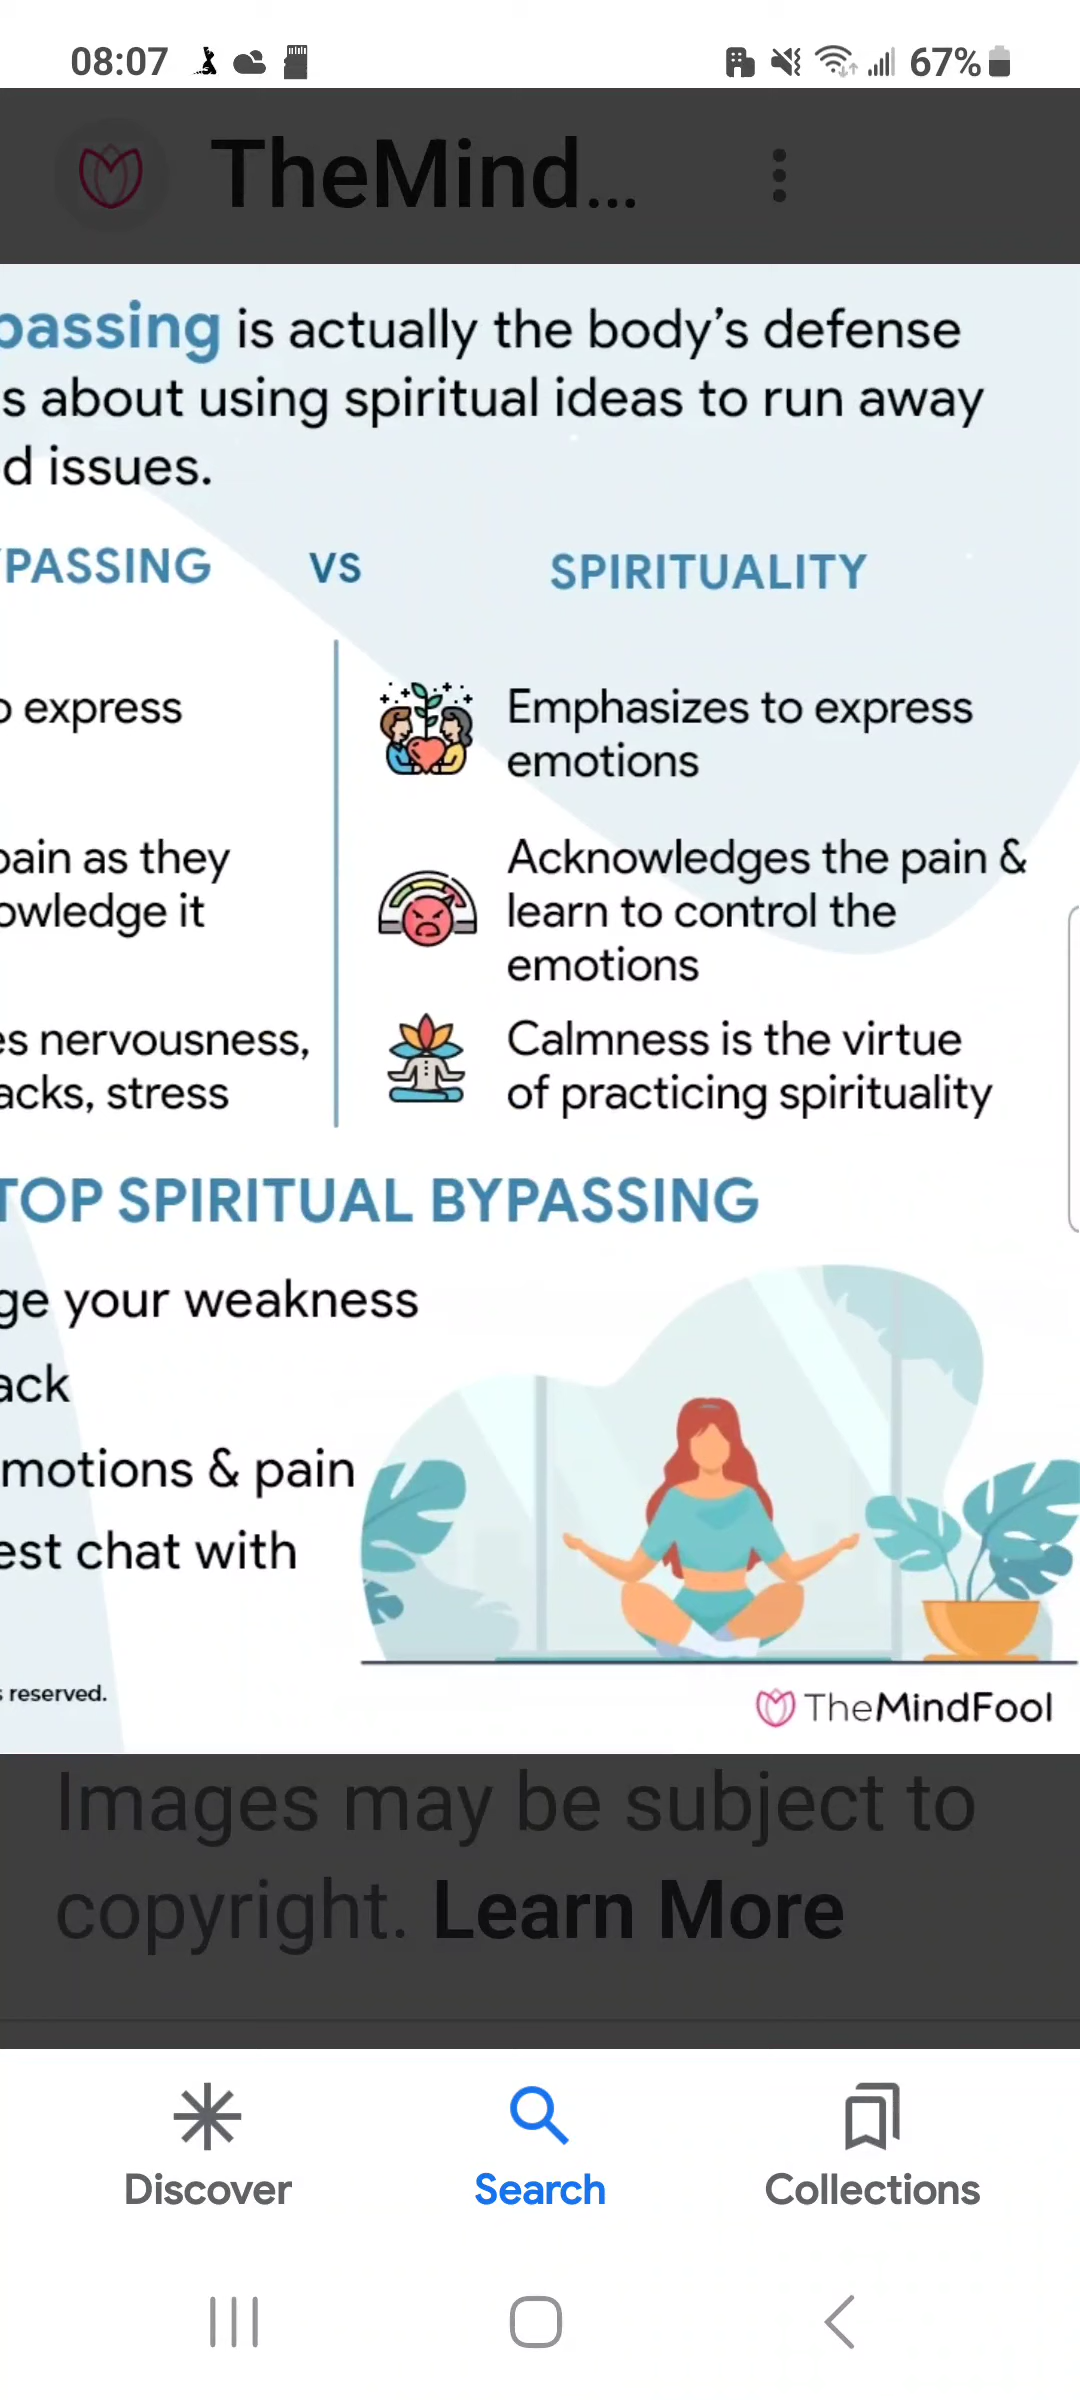 08:07
67%
TheMind...
passing is actually the body's defense
s about using spiritual ideas to run away
d issues.
PASSING VS SPIRITUALITY
o express
Emphasizes to express
emotions
pain as they
owledge it
Acknowledges the pain &
learn to control the
emotions
es nervousness,
acks, stress
Calmness is the virtue
of practicing spirituality
TOP SPIRITUAL BYPASSING
ge your weakness
ack
motions & pain
est chat with
s reserved.
TheMindFool
Images may be subject to
copyright. Learn More
Discover
Search
Collections